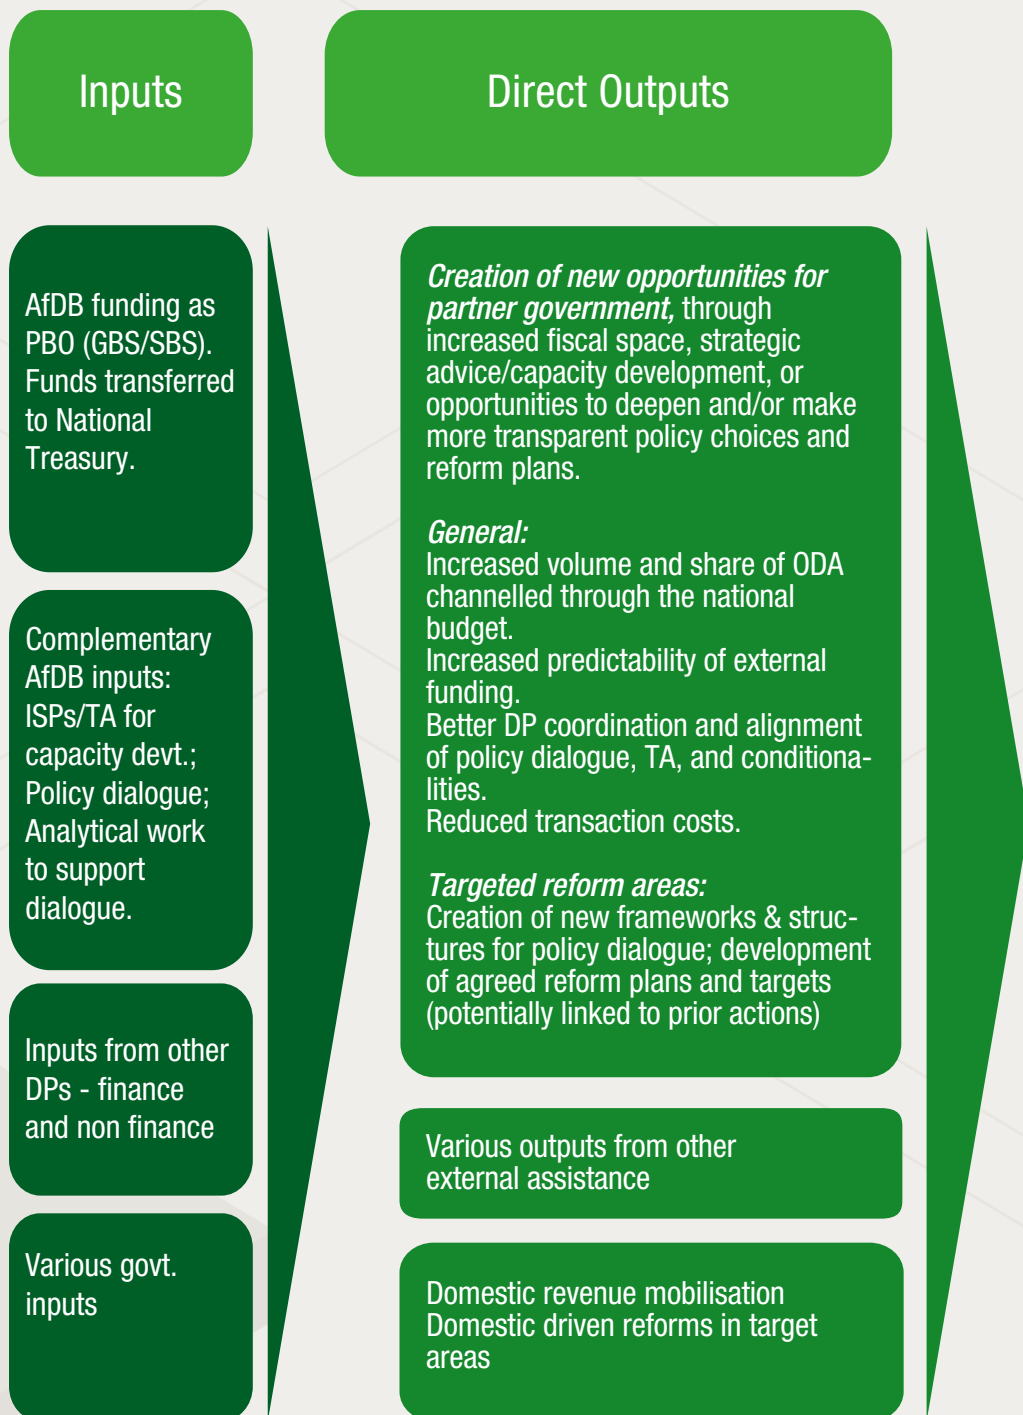 Inputs
Direct Outputs
AfDB funding as
PBO (GBS/SBS).
Funds transferred
to National
Treasury.
Complementary
AfDB inputs:
ISPs/TA for
capacity devt.;
Policy dialogue;
Analytical work
to support
dialogue.
Inputs from other
DPs - finance
and non finance
Various govt.
inputs
Creation of new opportunities for
partner government, through
increased fiscal space, strategic
advice/capacity development, or
opportunities to deepen and/or make
more transparent policy choices and
reform plans.
General:
Increased volume and share of ODA
channelled through the national
budget.
Increased predictability of external
funding.
Better DP coordination and alignment
of policy dialogue, TA, and conditiona-
lities.
Reduced transaction costs.
Targeted reform areas:
Creation of new frameworks & struc-
tures for policy dialogue; development
of agreed reform plans and targets
(potentially linked to prior actions)
Various outputs from other
external assistance
Domestic revenue mobilisation
Domestic driven reforms in target
areas